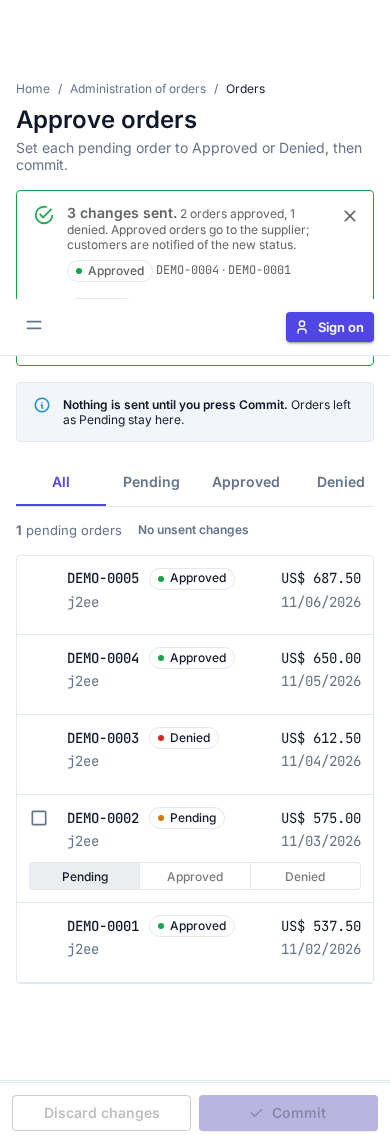 Home / Administration of orders / Orders
Approve orders
Set each pending order to Approved or Denied, then
commit.
3 changes sent. 2 orders approved, 1
denied. Approved orders go to the supplier;
customers are notified of the new status.
Approved DEMO-0004 · DEMO-0001
Sign on
Nothing is sent until you press Commit. Orders left
as Pending stay here.
All Pending Approved Denied
1 pending orders No unsent changes
DEMO-0005 Approved US$ 687.50
j2ee 11/06/2026
DEMO-0004 Approved US$ 650.00
j2ee 11/05/2026
DEMO-0003 Denied US$ 612.50
j2ee 11/04/2026
DEMO-0002 Pending US$ 575.00
j2ee 11/03/2026
Pending Approved Denied
DEMO-0001 Approved US$ 537.50
j2ee 11/02/2026
Discard changes Commit